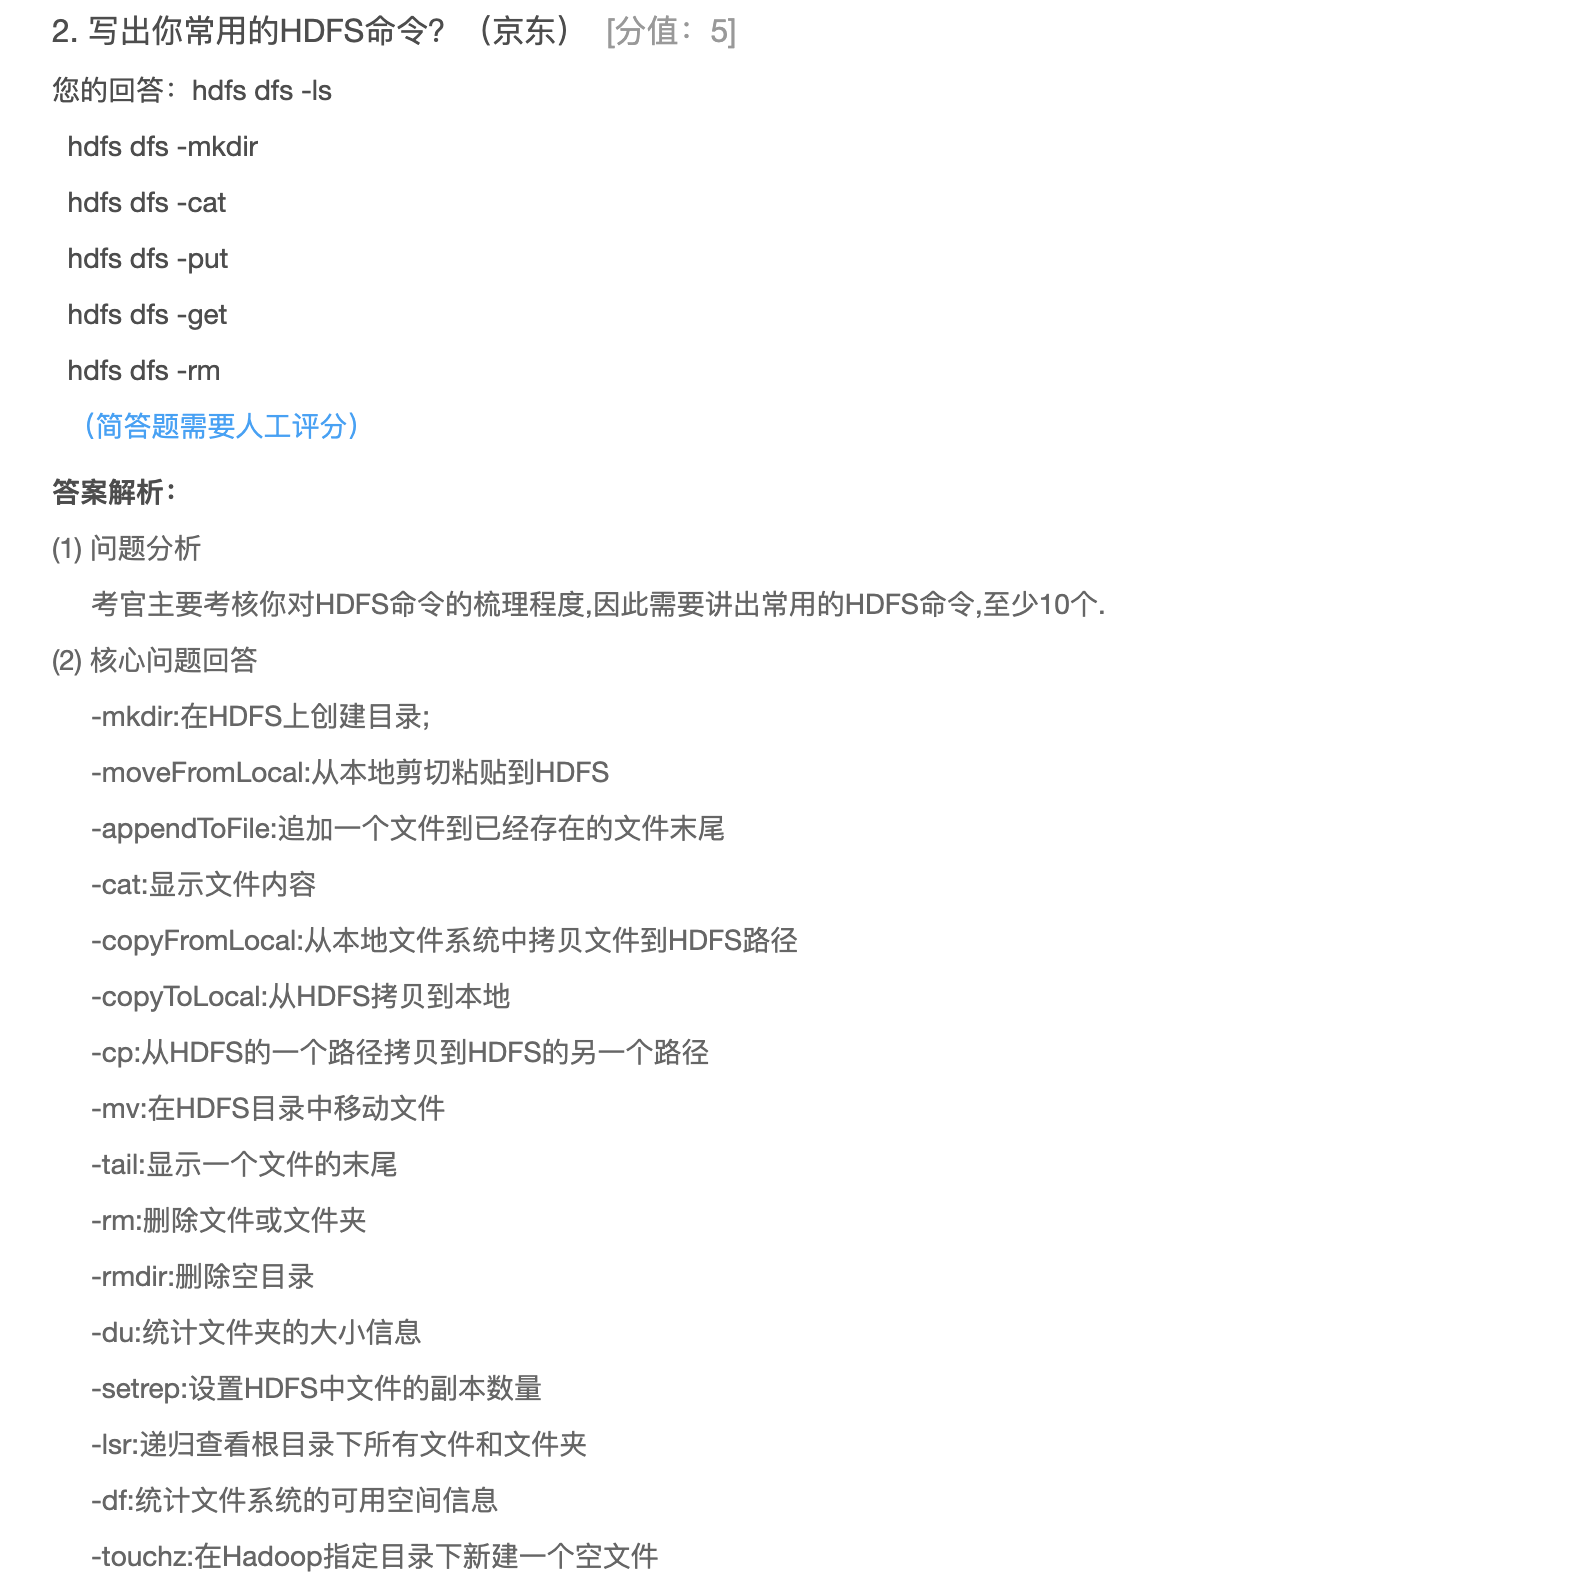 2. 写出你常用的HDFS命令？（京东） [分值：5]
您的回答：hdfs dfs -ls
hdfs dfs -mkdir
hdfs dfs -cat
hdfs dfs -put
hdfs dfs -get
hdfs dfs -rm
（简答题需要人工评分）
答案解析：
(1) 问题分析
考官主要考核你对HDFS命令的梳理程度,因此需要讲出常用的HDFS命令,至少10个.
(2) 核心问题回答
-mkdir:在HDFS上创建目录;
-moveFromLocal:从本地剪切粘贴到HDFS
-appendToFile:追加一个文件到已经存在的文件末尾
-cat:显示文件内容
-copyFromLocal:从本地文件系统中拷贝文件到HDFS路径
-copyToLocal:从HDFS拷贝到本地
-cp:从HDFS的一个路径拷贝到HDFS的另一个路径
-mv:在HDFS目录中移动文件
-tail:显示一个文件的末尾
-rm:删除文件或文件夹
-rmdir:删除空目录
-du:统计文件夹的大小信息
-setrep:设置HDFS中文件的副本数量
-lsr:递归查看根目录下所有文件和文件夹
-df:统计文件系统的可用空间信息
-touchz:在Hadoop指定目录下新建一个空文件